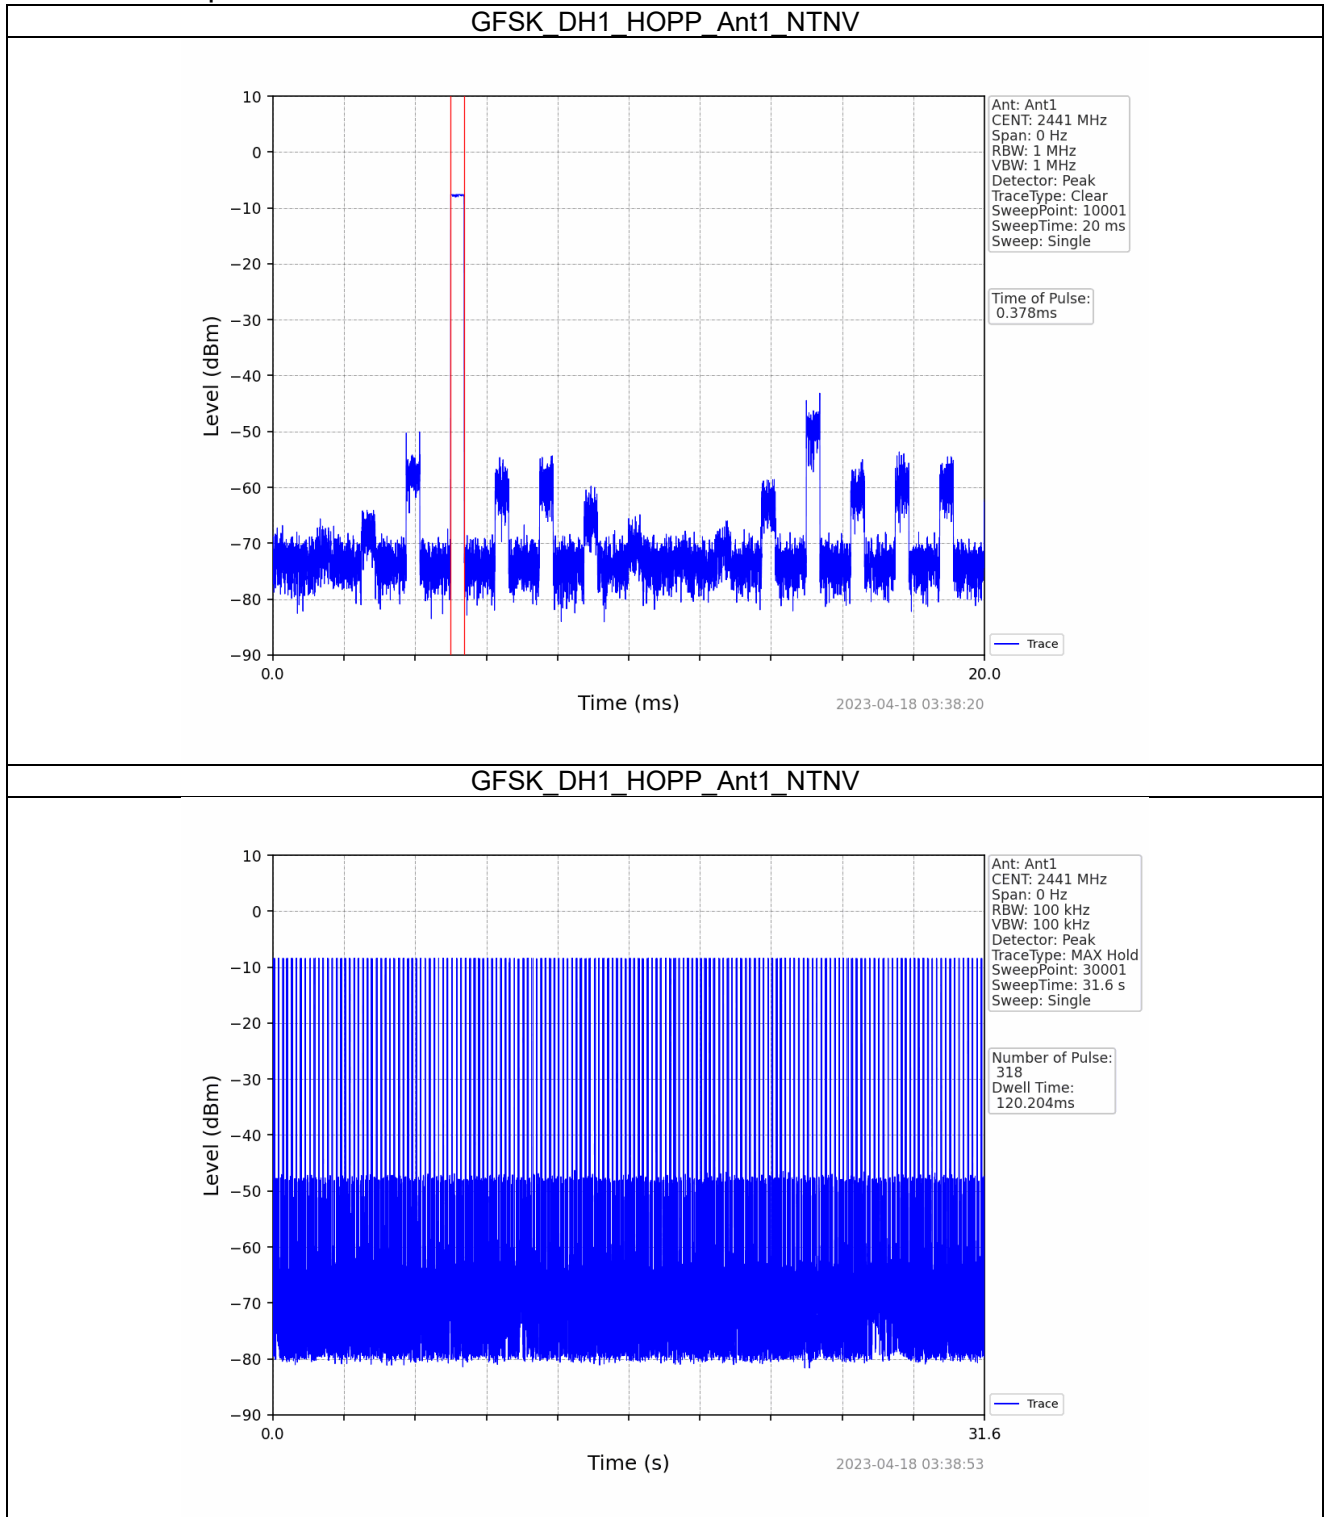 GFSK_DH1_HOPP_Ant1_NTNV
10
0
−10
−20
−30
−40
−50
−60
−70
−80
−90
Level (dBm)
0.0
20.0
Time (ms)
2023-04-18 03:38:20
Ant: Ant1
CENT: 2441 MHz
Span: 0 Hz
RBW: 1 MHz
VBW: 1 MHz
Detector: Peak
TraceType: Clear
SweepPoint: 10001
SweepTime: 20 ms
Sweep: Single
Time of Pulse:
0.378ms
Trace
GFSK_DH1_HOPP_Ant1_NTNV
10
0
−10
−20
−30
−40
−50
−60
−70
−80
−90
Level (dBm)
0.0
31.6
Time (s)
2023-04-18 03:38:53
Ant: Ant1
CENT: 2441 MHz
Span: 0 Hz
RBW: 100 kHz
VBW: 100 kHz
Detector: Peak
TraceType: MAX Hold
SweepPoint: 30001
SweepTime: 31.6 s
Sweep: Single
Number of Pulse:
318
Dwell Time:
120.204ms
Trace